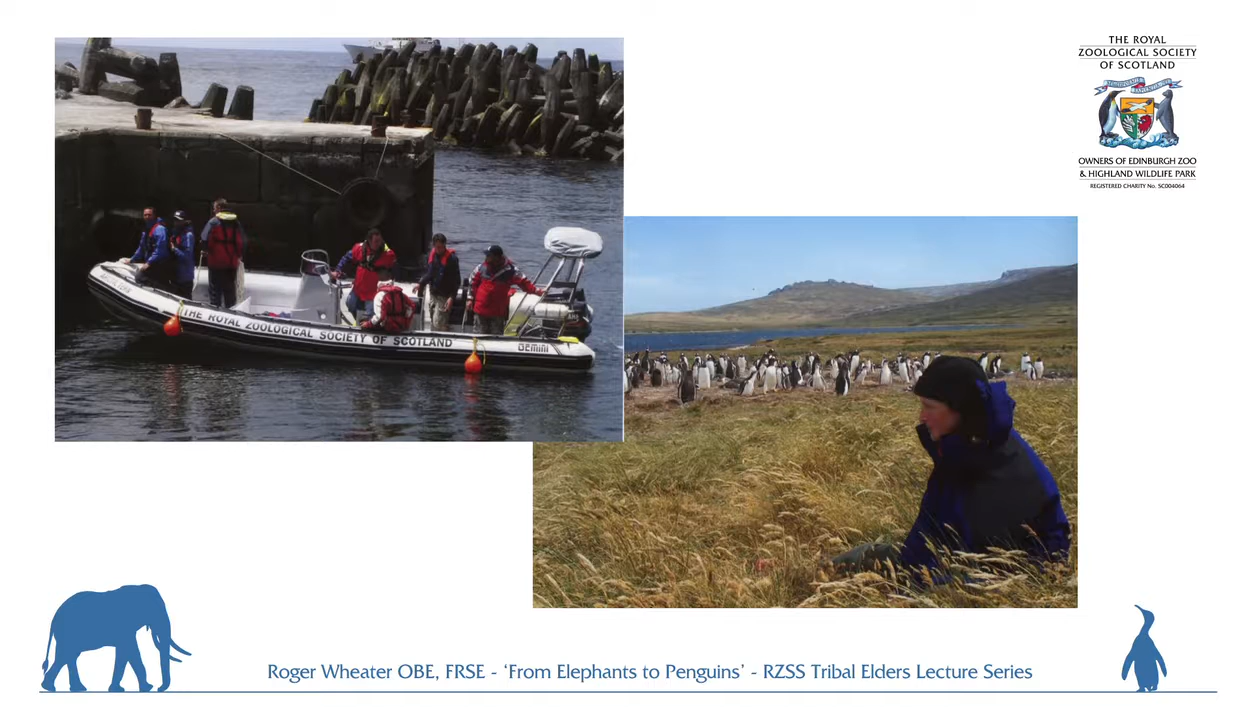 THE ROYAL
ZOOLOGICAL SOCIETY
OF SCOTLAND
OWNERS OF EDINBURGH ZOO
& HIGHLAND WILDLIFE PARK
REGISTERED CHARITY No. SC004064
THE ROYAL ZOOLOGICAL SOCIETY OF SCOTLAND
GEMINI
Roger Wheater OBE, FRSE - ‘From Elephants to Penguins’ - RZSS Tribal Elders Lecture Series